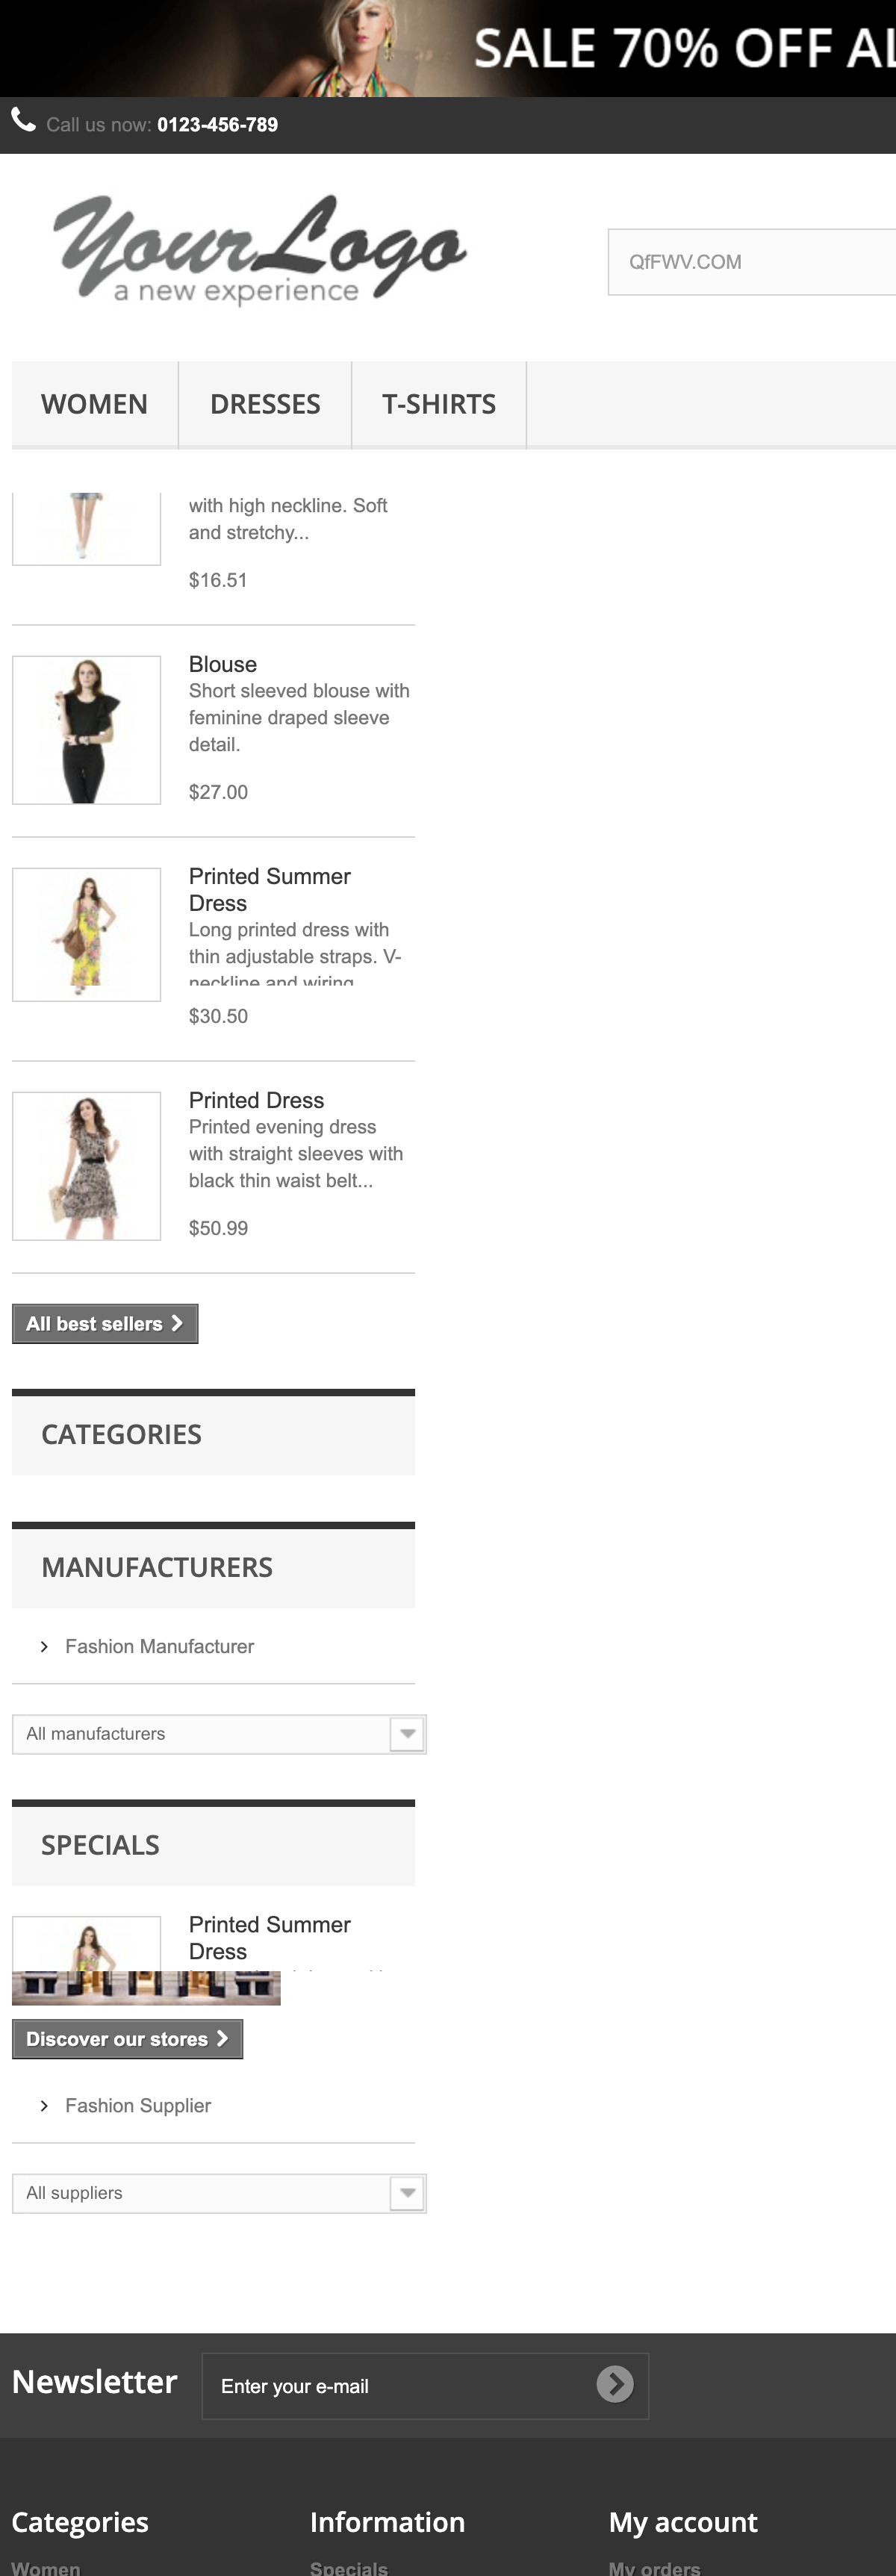 SALE 70% OFF AL
Call us now: 0123-456-789
YourLogo
a new experience
QfFWV.COM
WOMEN DRESSES T-SHIRTS
with high neckline. Soft
and stretchy...
$16.51
Blouse
Short sleeved blouse with
feminine draped sleeve
detail.
$27.00
Printed Summer
Dress
Long printed dress with
thin adjustable straps. V-
neckline and wiring
$30.50
Printed Dress
Printed evening dress
with straight sleeves with
black thin waist belt...
$50.99
All best sellers
CATEGORIES
MANUFACTURERS
Fashion Manufacturer
All manufacturers
SPECIALS
Printed Summer
Dress
Discover our stores
Fashion Supplier
All suppliers
Newsletter
Enter your e-mail
Categories Information My account
Women Specials My orders